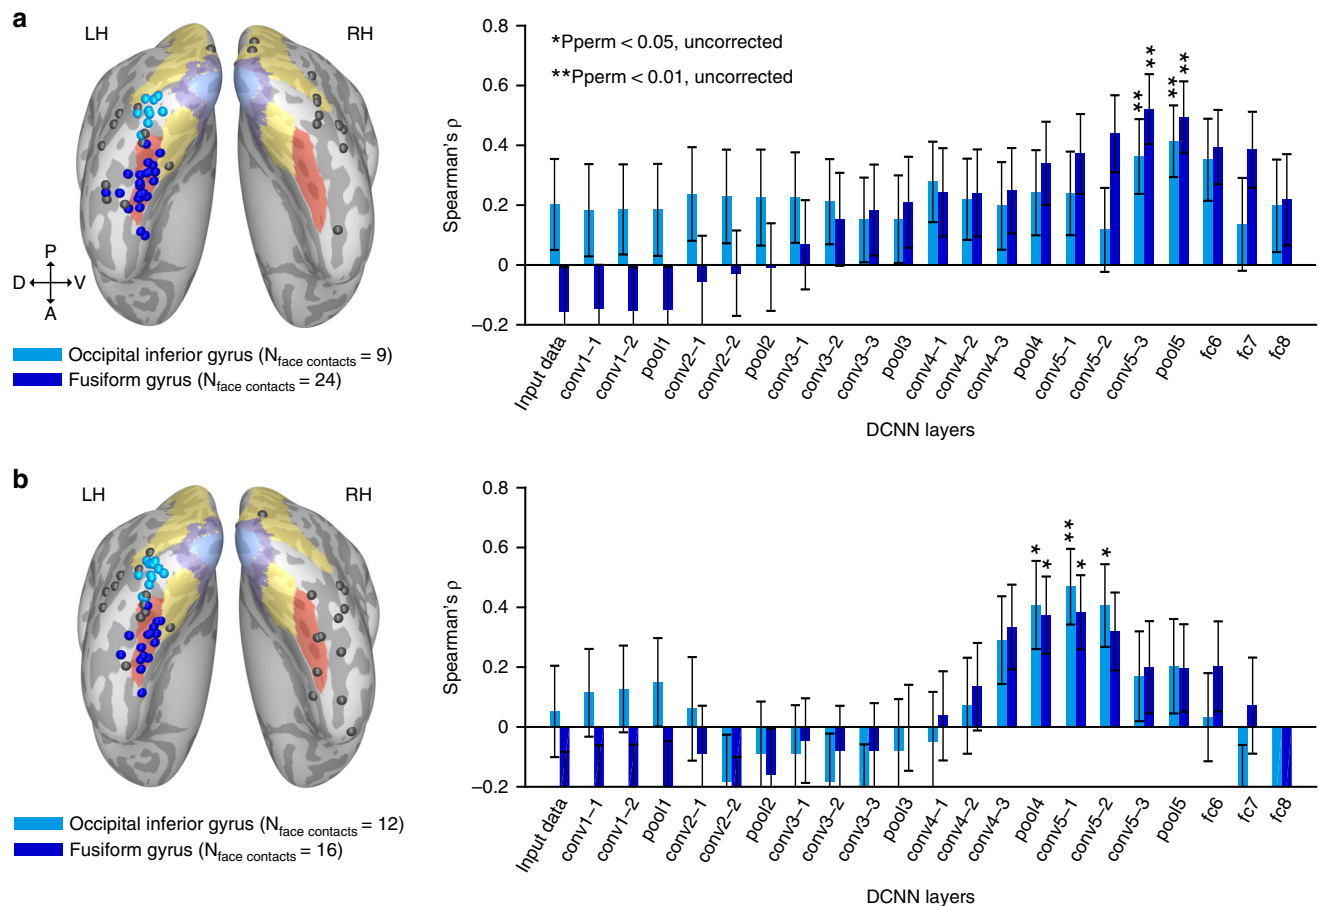 a
LH
RH
P
D
V
A
Occipital inferior gyrus (Nface contacts = 9)
Fusiform gyrus (Nface contacts = 24)
*Pperm < 0.05, uncorrected
**Pperm < 0.01, uncorrected
Spearman's ρ
0.8
0.6
0.4
0.2
0
−0.2
** ** ** **
Input data
conv1−1
conv1−2
pool1
conv2−1
conv2−2
pool2
conv3−1
conv3−2
conv3−3
pool3
conv4−1
conv4−2
conv4−3
pool4
conv5−1
conv5−2
conv5−3
pool5
fc6
fc7
fc8
DCNN layers
b
LH
RH
Occipital inferior gyrus (Nface contacts = 12)
Fusiform gyrus (Nface contacts = 16)
Spearman's ρ
0.8
0.6
0.4
0.2
0
−0.2
* * ** * *
Input data
conv1−1
conv1−2
pool1
conv2−1
conv2−2
pool2
conv3−1
conv3−2
conv3−3
pool3
conv4−1
conv4−2
conv4−3
pool4
conv5−1
conv5−2
conv5−3
pool5
fc6
fc7
fc8
DCNN layers